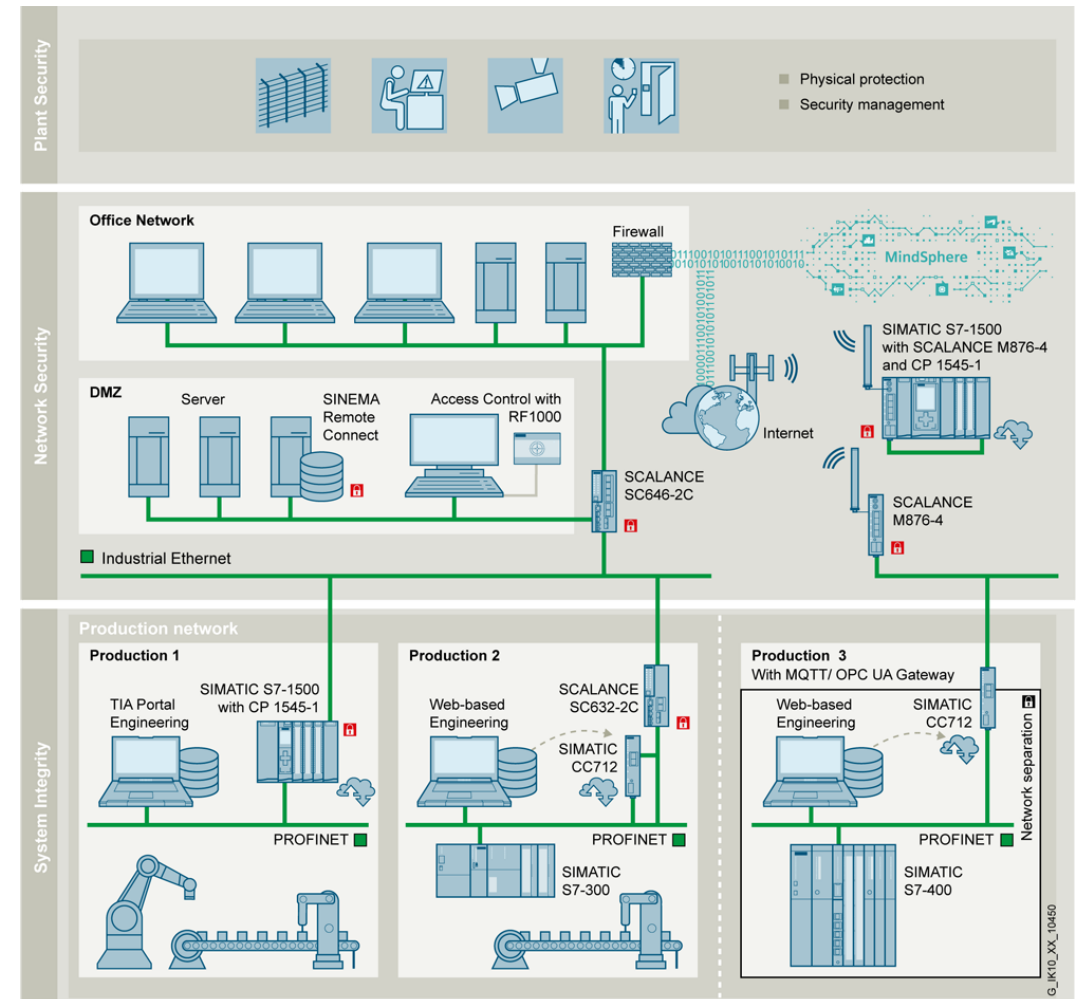 Plant Security
Physical protection
Security management
Network Security
Office Network
Firewall
MindSphere
SIMATIC S7-1500
with SCALANCE M876-4
and CP 1545-1
Internet
DMZ
Server
SINEMA
Remote
Connect
Access Control with
RF1000
SCALANCE
SC646-2C
SCALANCE
M876-4
Industrial Ethernet
System Integrity
Production network
Production 1
TIA Portal
Engineering
SIMATIC S7-1500
with CP 1545-1
PROFINET
Production 2
Web-based
Engineering
SCALANCE
SC632-2C
SIMATIC
CC712
PROFINET
SIMATIC
S7-300
Production 3
With MQTT/ OPC UA Gateway
Web-based
Engineering
SIMATIC
CC712
Network separation
PROFINET
SIMATIC
S7-400
G_IK10_XX_10450